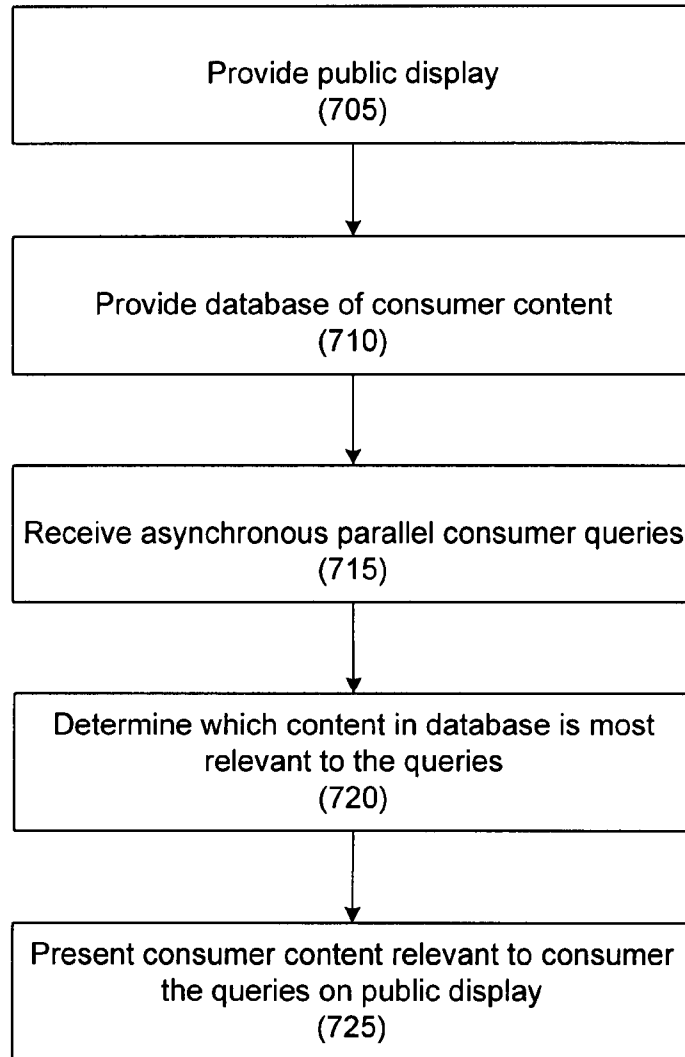 Provide public display
(705)
Provide database of consumer content
(710)
Receive asynchronous parallel consumer queries
(715)
Determine which content in database is most
relevant to the queries
(720)
Present consumer content relevant to consumer
the queries on public display
(725)